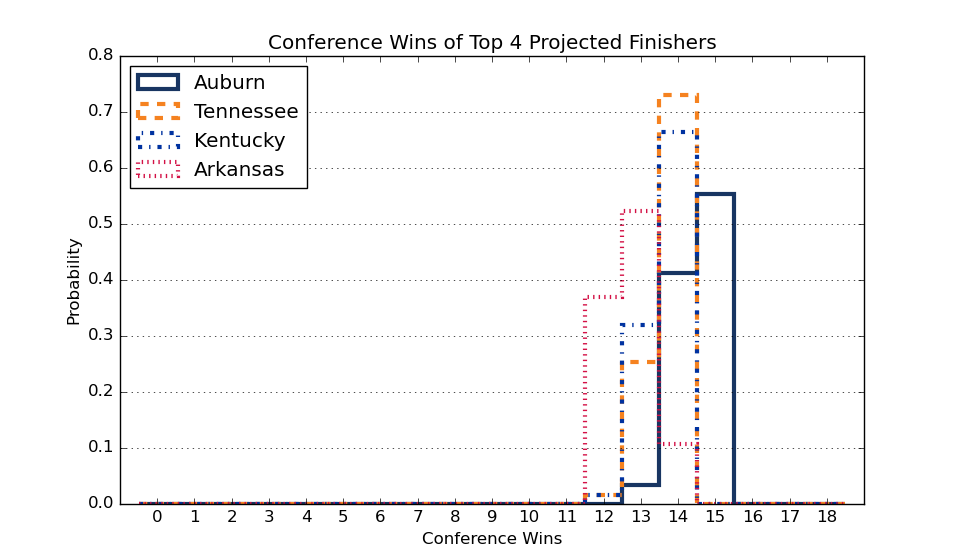 Conference Wins of Top 4 Projected Finishers
0.8
0.7
0.6
0.5
0.4
0.3
0.2
0.1
0.0
Probability
Auburn
Tennessee
Kentucky
Arkansas
0 1 2 3 4 5 6 7 8 9 10 11 12 13 14 15 16 17 18
Conference Wins